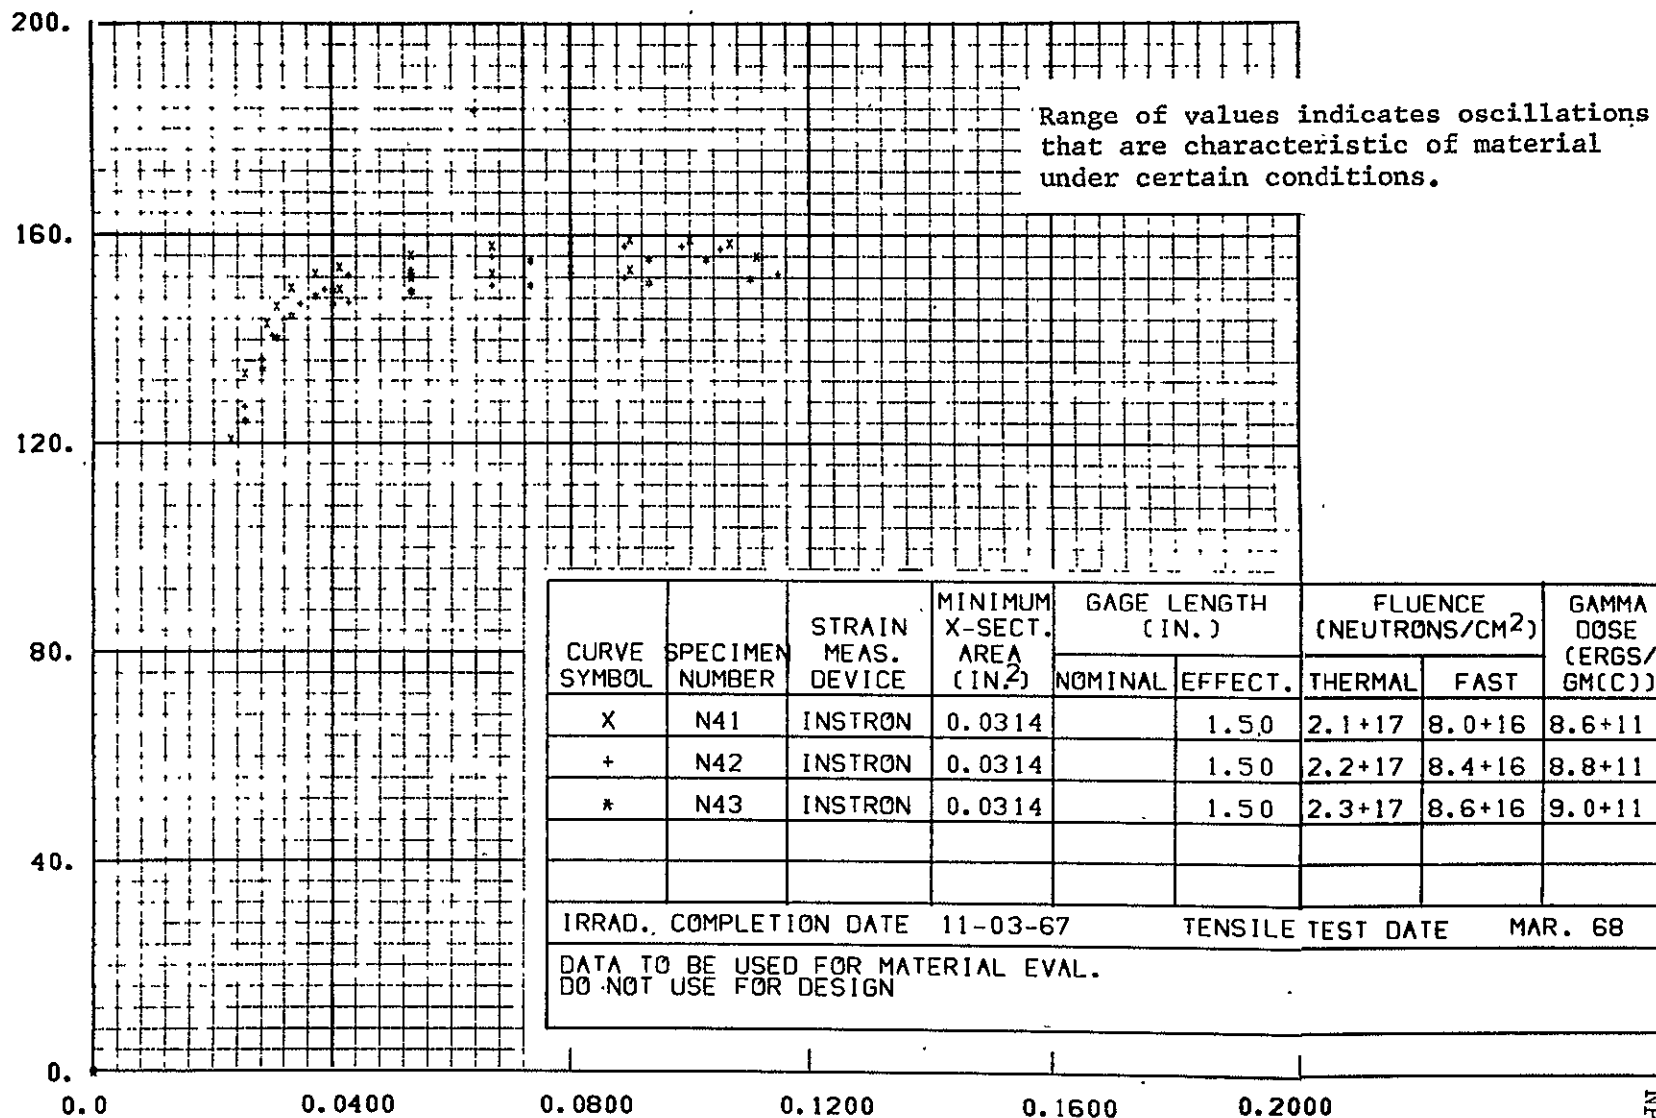 200.
Range of values indicates oscillations
that are characteristic of material
under certain conditions.
160.
120.
80.
40.
0.
0.0 0.0400 0.0800 0.1200 0.1600 0.2000
CURVE SYMBOL SPECIMEN NUMBER STRAIN MEAS. DEVICE MINIMUM X-SECT. AREA (IN.2) GAGE LENGTH (IN.) FLUENCE (NEUTRONS/CM2) GAMMA DOSE (ERGS/GM(C))
NOMINAL EFFECT. THERMAL FAST
X N41 INSTRON 0.0314 1.50 2.1+17 8.0+16 8.6+11
+ N42 INSTRON 0.0314 1.50 2.2+17 8.4+16 8.8+11
* N43 INSTRON 0.0314 1.50 2.3+17 8.6+16 9.0+11
IRRAD. COMPLETION DATE 11-03-67 TENSILE TEST DATE MAR. 68
DATA TO BE USED FOR MATERIAL EVAL.
DO NOT USE FOR DESIGN